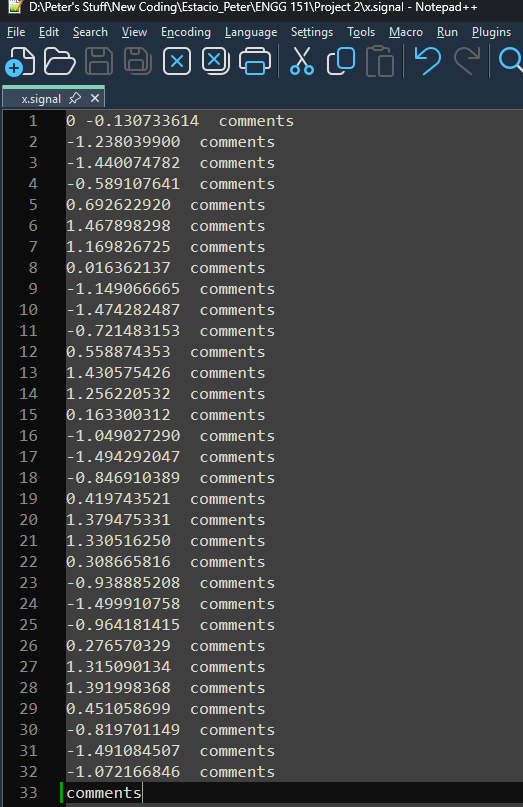 D:\Peter's Stuff\New Coding\Estacio_Peter\ENGG 151\Project 2\x.signal - Notepad++
File Edit Search View Encoding Language Settings Tools Macro Run Plugins
x.signal
1 0 -0.130733614  comments
2 -1.238039900  comments
3 -1.440074782  comments
4 -0.589107641  comments
5 0.692622920  comments
6 1.467898298  comments
7 1.169826725  comments
8 0.016362137  comments
9 -1.149066665  comments
10 -1.474282487  comments
11 -0.721483153  comments
12 0.558874353  comments
13 1.430575426  comments
14 1.256220532  comments
15 0.163300312  comments
16 -1.049027290  comments
17 -1.494292047  comments
18 -0.846910389  comments
19 0.419743521  comments
20 1.379475331  comments
21 1.330516250  comments
22 0.308665816  comments
23 -0.938885208  comments
24 -1.499910758  comments
25 -0.964181415  comments
26 0.276570329  comments
27 1.315090134  comments
28 1.391998368  comments
29 0.451058699  comments
30 -0.819701149  comments
31 -1.491084507  comments
32 -1.072166846  comments
33 comments